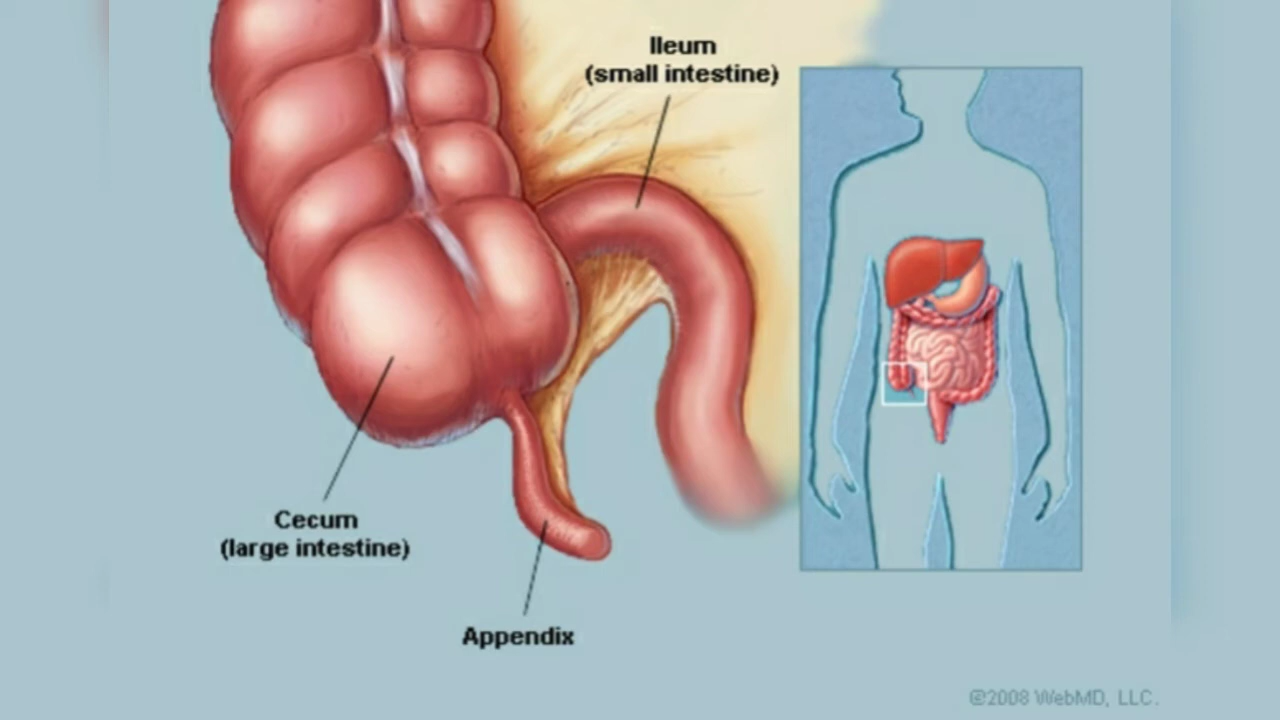 Ileum
(small intestine)
Cecum
(large intestine)
Appendix
©2008 WebMD, LLC.